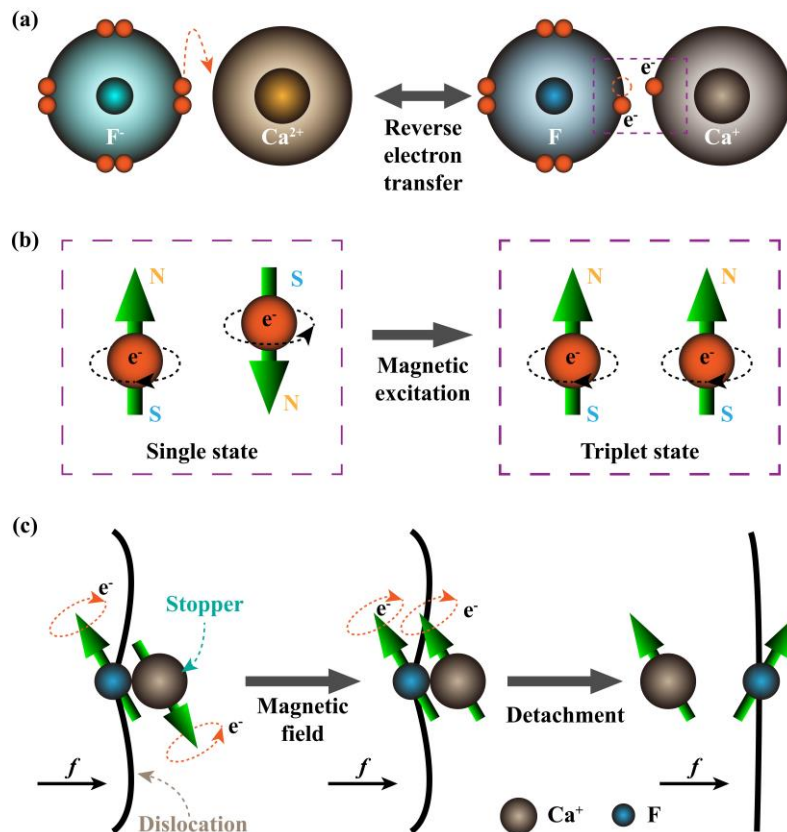 (a)
F-
Ca2+
Reverse
electron
transfer
e-
e-
F
Ca+
(b)
N
S
e-
e-
S
N
Single state
Magnetic
excitation
N
N
e-
e-
S
S
Triplet state
(c)
e-
Stopper
e-
f
Dislocation
Magnetic
field
e-
e-
f
Detachment
f
Ca+
F